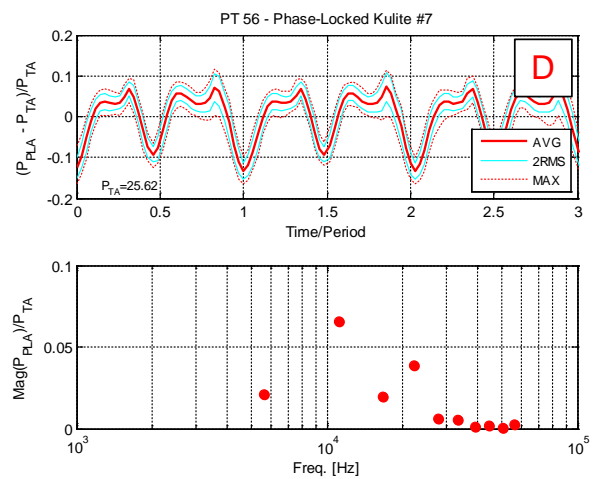 PT 56 - Phase-Locked Kulite #7
(P_PLA - P_TA)/P_TA
0.2
0.1
0
-0.1
-0.2
D
AVG
2RMS
MAX
P_TA=25.62
0 0.5 1 1.5 2 2.5 3
Time/Period
Mag(P_PLA)/P_TA
0.1
0.05
0
10^3 10^4 10^5
Freq. [Hz]